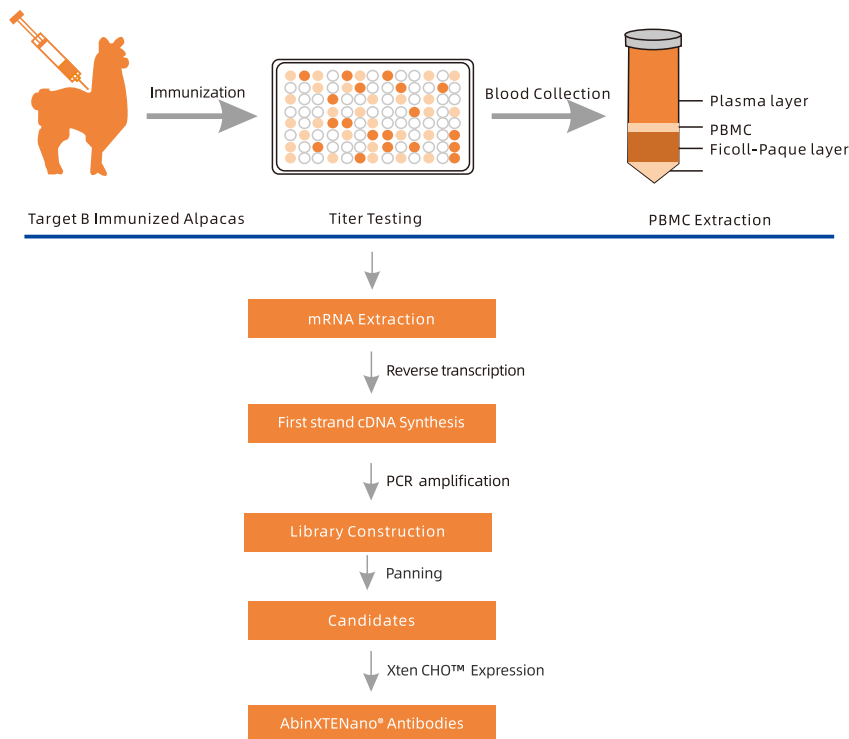 Immunization
Blood Collection
Plasma layer
PBMC
Ficoll-Paque layer
Target B Immunized Alpacas
Titer Testing
PBMC Extraction
mRNA Extraction
Reverse transcription
First strand cDNA Synthesis
PCR amplification
Library Construction
Panning
Candidates
Xten CHO™ Expression
AbinXTENano® Antibodies